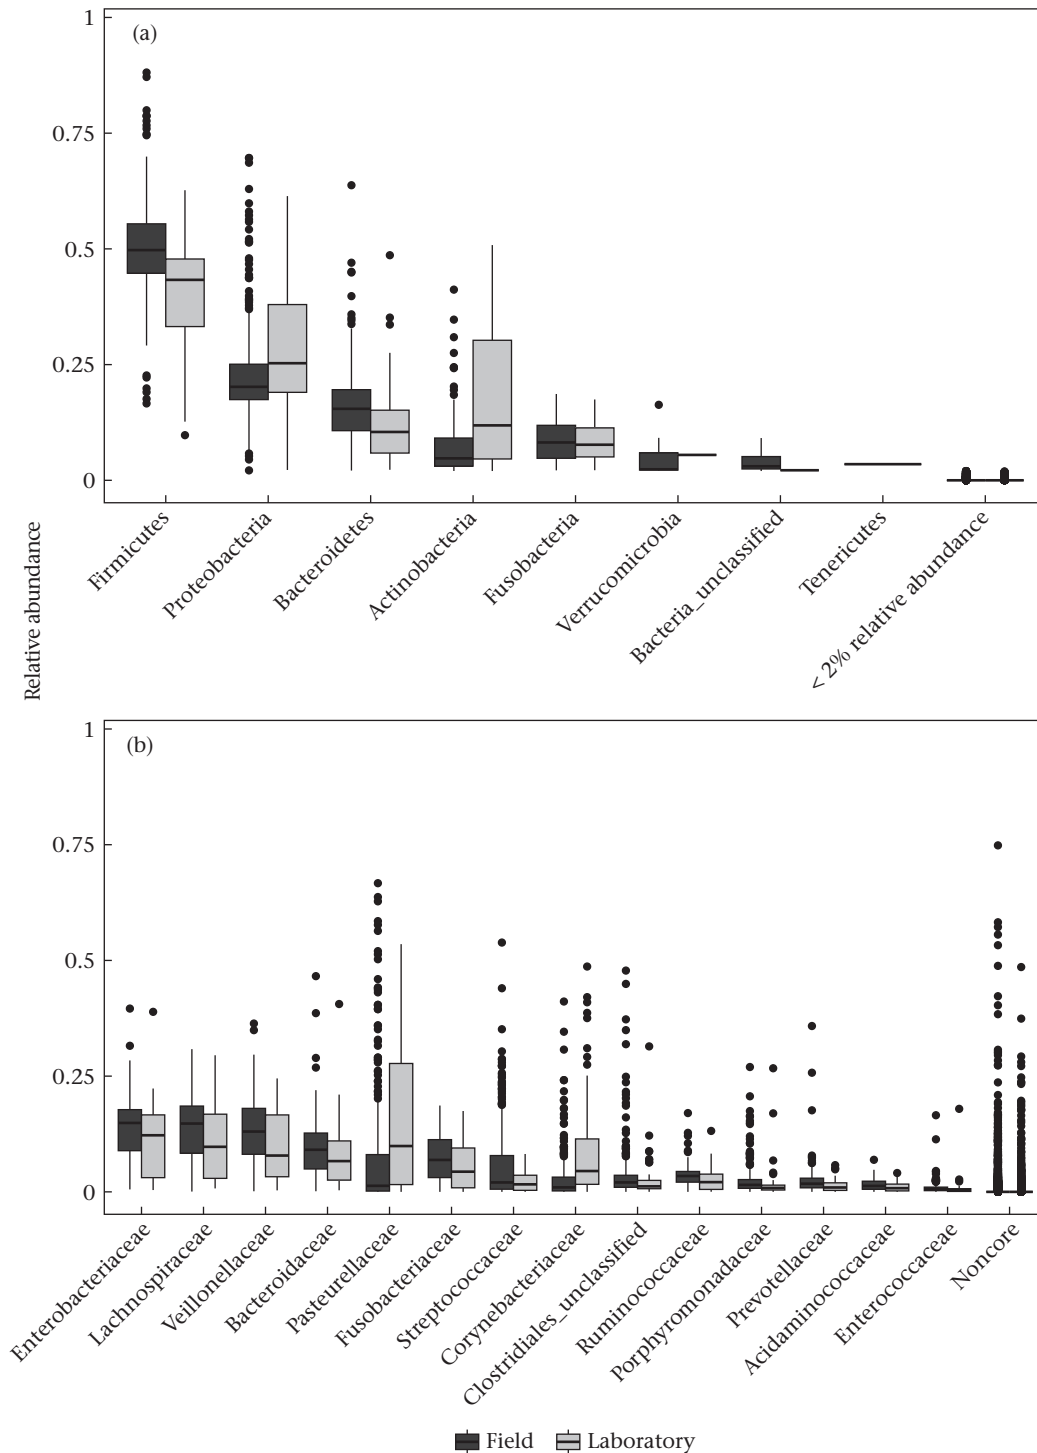 1
(a)
0.75
0.5
0.25
0
Firmicutes
Proteobacteria
Bacteroidetes
Actinobacteria
Fusobacteria
Verrucomicrobia
Bacteria_unclassified
Tenericutes
< 2% relative abundance
Relative abundance
1
(b)
0.75
0.5
0.25
0
Enterobacteriaceae
Lachnospiraceae
Veillonellaceae
Bacteroidaceae
Pasteurellaceae
Fusobacteriaceae
Streptococcaceae
Corynebacteriaceae
Clostridiales_unclassified
Ruminococcaceae
Porphyromonadaceae
Prevotellaceae
Acidaminococcaceae
Enterococcaceae
Noncore
Field Laboratory